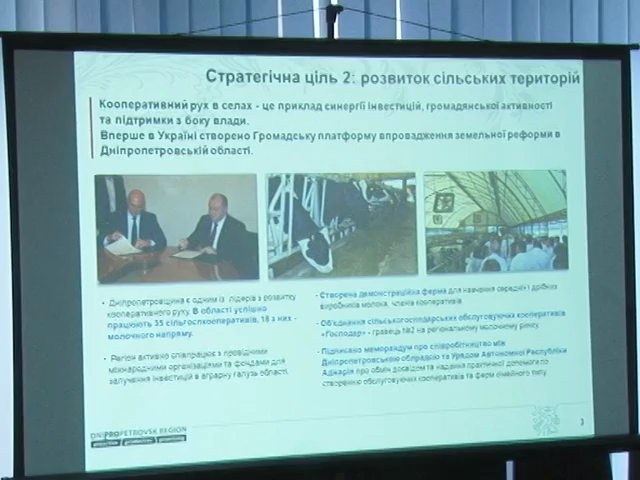 Стратегічна ціль 2: розвиток сільських територій
Кооперативний рух в селах - це приклад синергії інвестицій, громадянської активності
та підтримки з боку влади.
Вперше в Україні створено Громадську платформу впровадження земельної реформи в
Дніпропетровській області.
• Дніпропетровщина є одним із лідерів з розвитку
кооперативного руху. В області успішно
працюють 35 сільгоспкооперативів, 18 з них -
молочного напряму.
• Регіон активно співпрацює з провідними
міжнародними організаціями та фондами для
залучення інвестицій в аграрну галузь області.
- Створена демонстраційна ферма для навчання середніх і дрібних
виробників молока, членів кооперативів
- Об'єднання сільськогосподарських обслуговуючих кооперативів
«Господар» - гравець №2 на регіональному молочному ринку.
- Підписано меморандум про співробітництво між
Дніпропетровською облрадою та Урядом Автономної Республіки
Аджарія про обмін досвідом та надання практичної допомоги по
створенню обслуговуючих кооперативів та ферм сімейного типу
DNIPROPETROVSK REGION
3